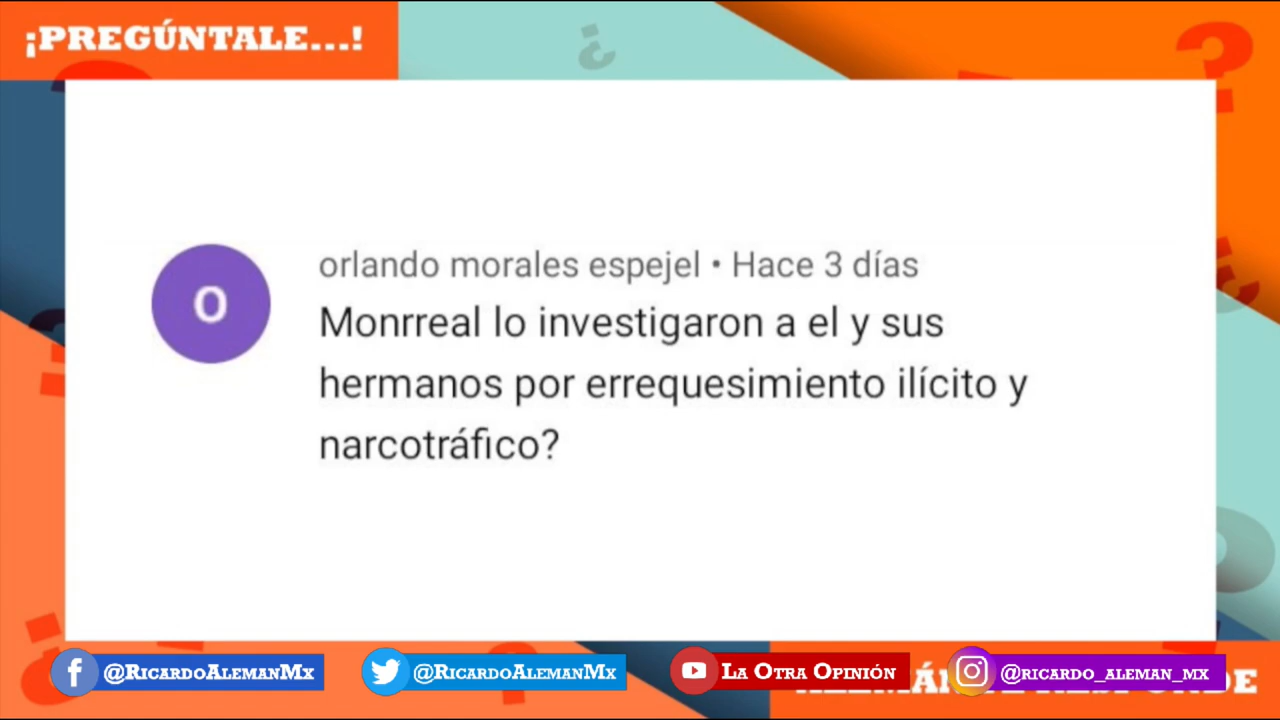 ¡PREGÚNTALE...!
orlando morales espejel • Hace 3 días
Monrreal lo investigaron a el y sus
hermanos por errequesimiento ilícito y
narcotráfico?
@RICARDOALEMANMX
@RICARDOALEMANMX
LA OTRA OPINIÓN
@RICARDO_ALEMAN_MX